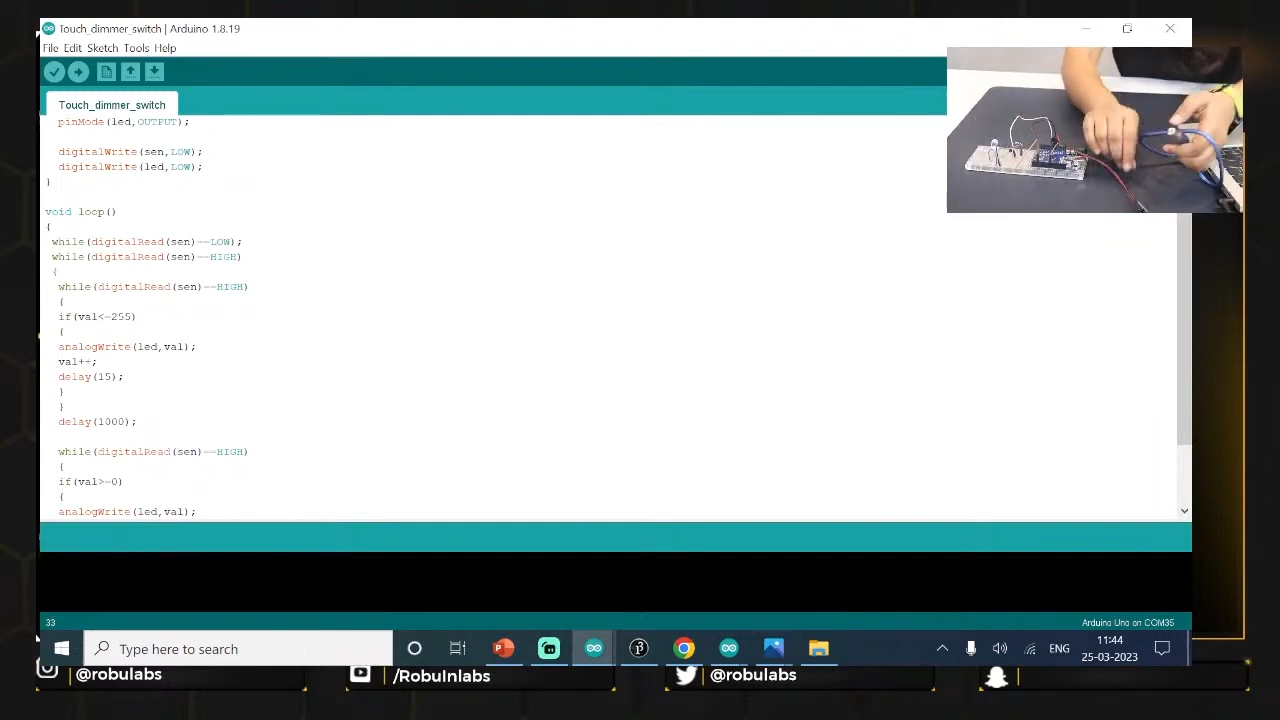 Touch_dimmer_switch | Arduino 1.8.19
File Edit Sketch Tools Help
Touch_dimmer_switch
pinMode(led,OUTPUT);
digitalWrite(sen,LOW);
digitalWrite(led,LOW);
}
void loop()
{
while(digitalRead(sen)==LOW);
while(digitalRead(sen)==HIGH)
{
while(digitalRead(sen)==HIGH)
{
if(val<=255)
{
analogWrite(led,val);
val++;
delay(15);
}
}
delay(1000);
while(digitalRead(sen)==HIGH)
{
if(val>=0)
{
analogWrite(led,val);
33
Arduino Uno on COM35
Type here to search
ENG
11:44
25-03-2023
@robulabs
/RobuInlabs
@robulabs